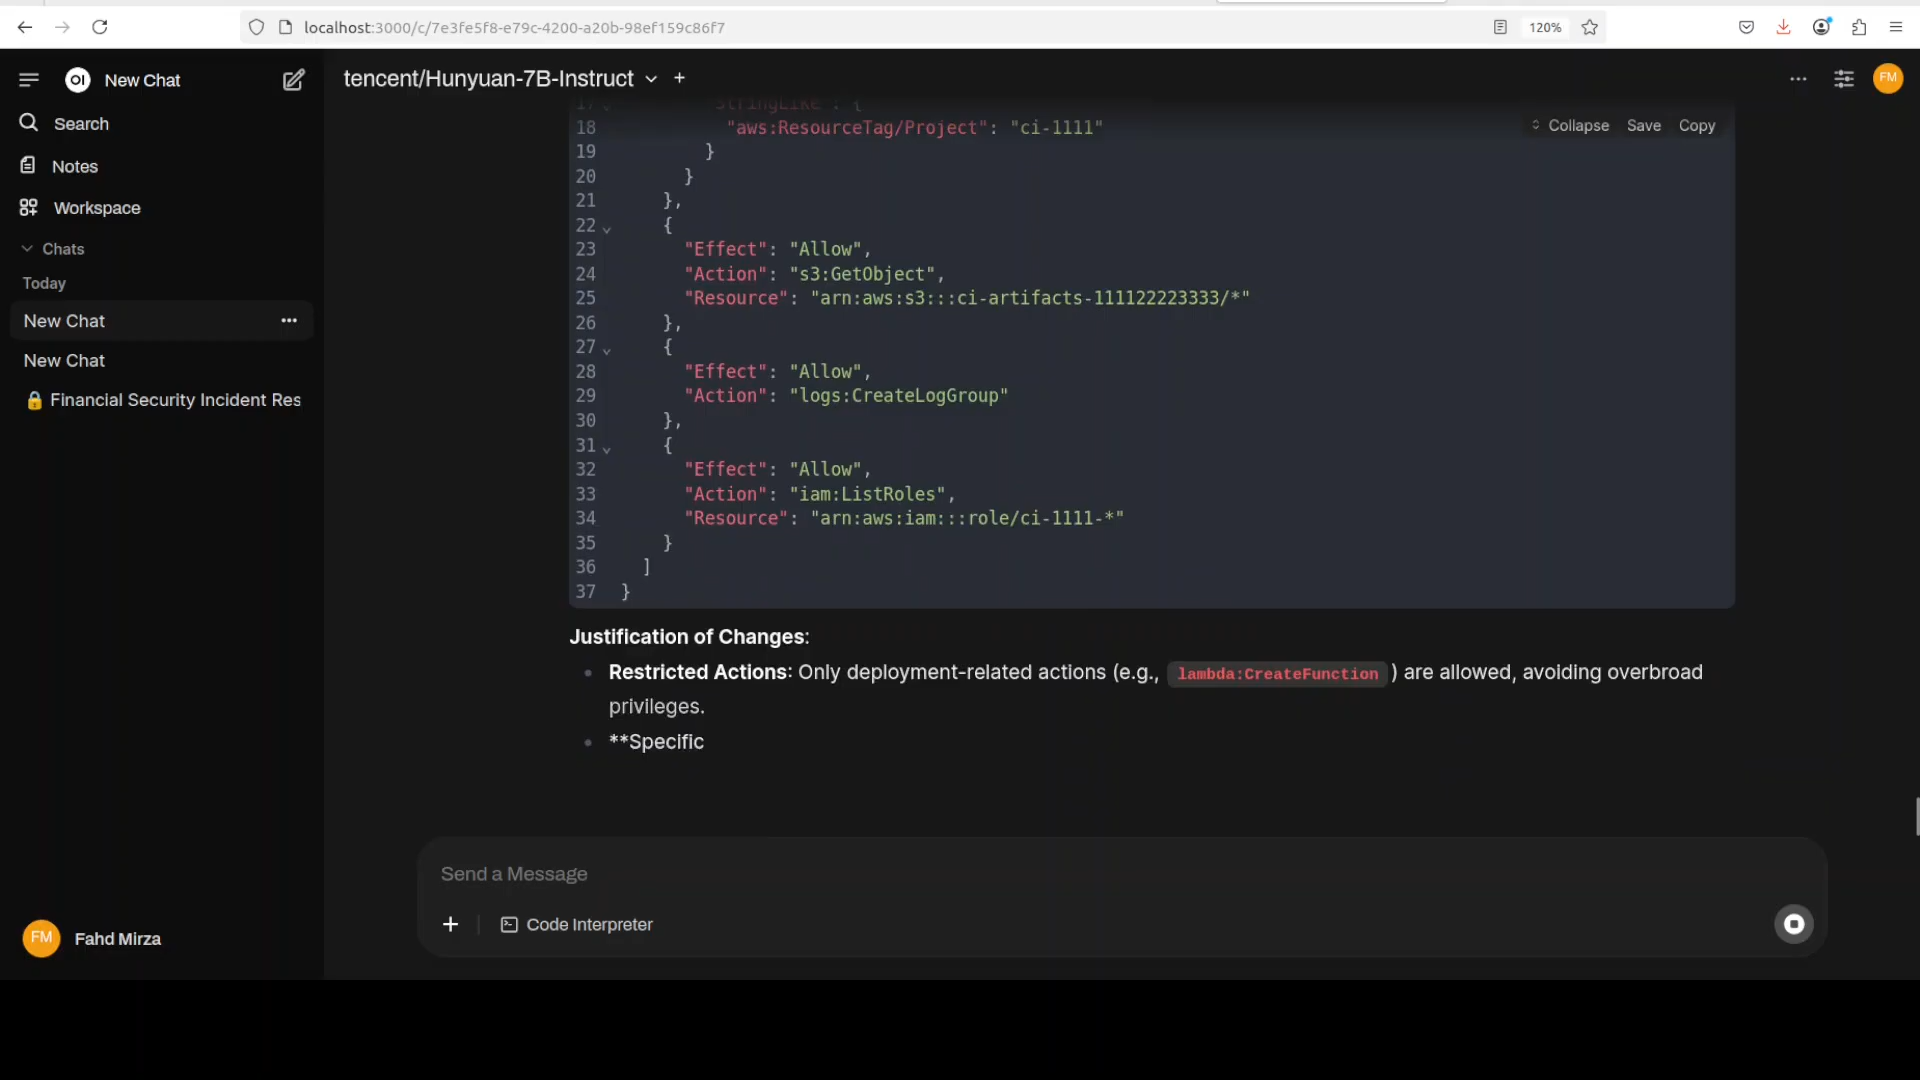 localhost:3000/c/7e3fe5f8-e79c-4200-a20b-98ef159c86f7
120%
OI New Chat
Search
Notes
Workspace
Chats
Today
New Chat
New Chat
🔒 Financial Security Incident Res
FM Fahd Mirza
tencent/Hunyuan-7B-Instruct
FM
Collapse Save Copy
17 "StringLike": {
18 "aws:ResourceTag/Project": "ci-1111"
19 }
20 }
21 },
22 {
23 "Effect": "Allow",
24 "Action": "s3:GetObject",
25 "Resource": "arn:aws:s3:::ci-artifacts-111122223333/*"
26 },
27 {
28 "Effect": "Allow",
29 "Action": "logs:CreateLogGroup"
30 },
31 {
32 "Effect": "Allow",
33 "Action": "iam:ListRoles",
34 "Resource": "arn:aws:iam:::role/ci-1111-*"
35 }
36 ]
37 }
Justification of Changes:
• Restricted Actions: Only deployment-related actions (e.g., lambda:CreateFunction ) are allowed, avoiding overbroad
privileges.
• **Specific
Send a Message
Code Interpreter